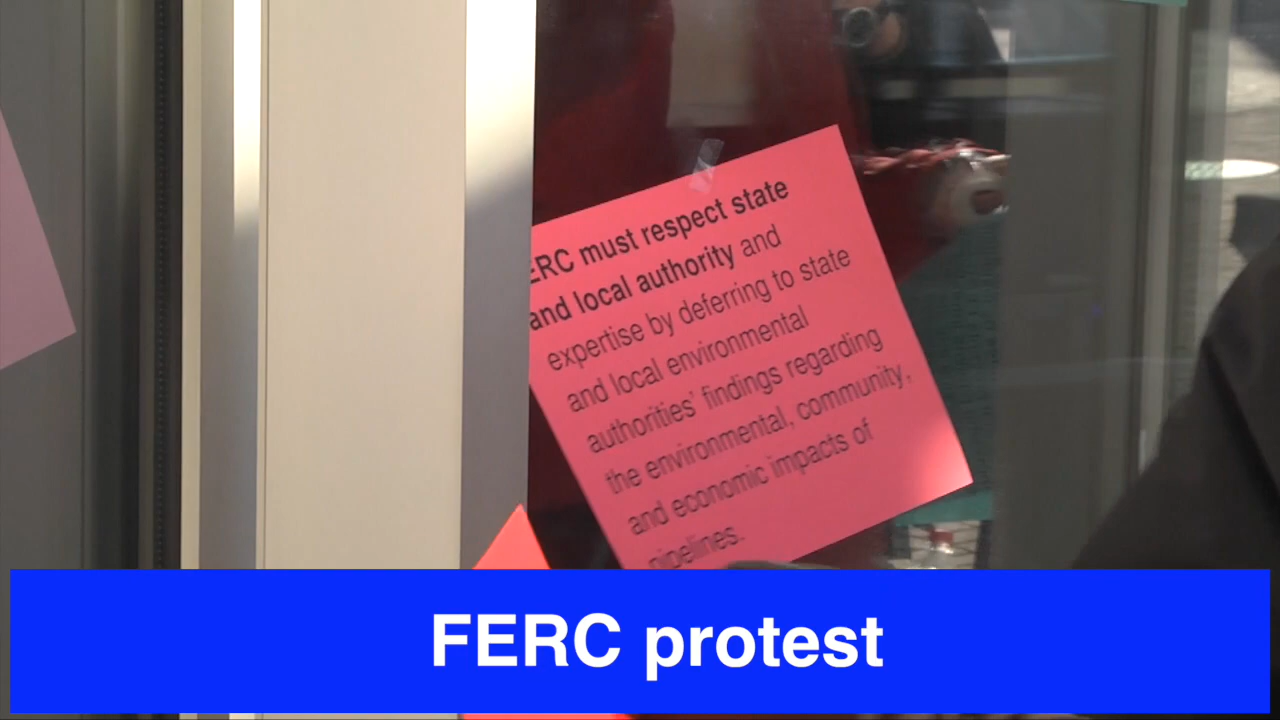 ERC must respect state
and local authority and
expertise by deferring to state
and local environmental
authorities' findings regarding
the environmental, community,
and economic impacts of
pipelines.
FERC protest